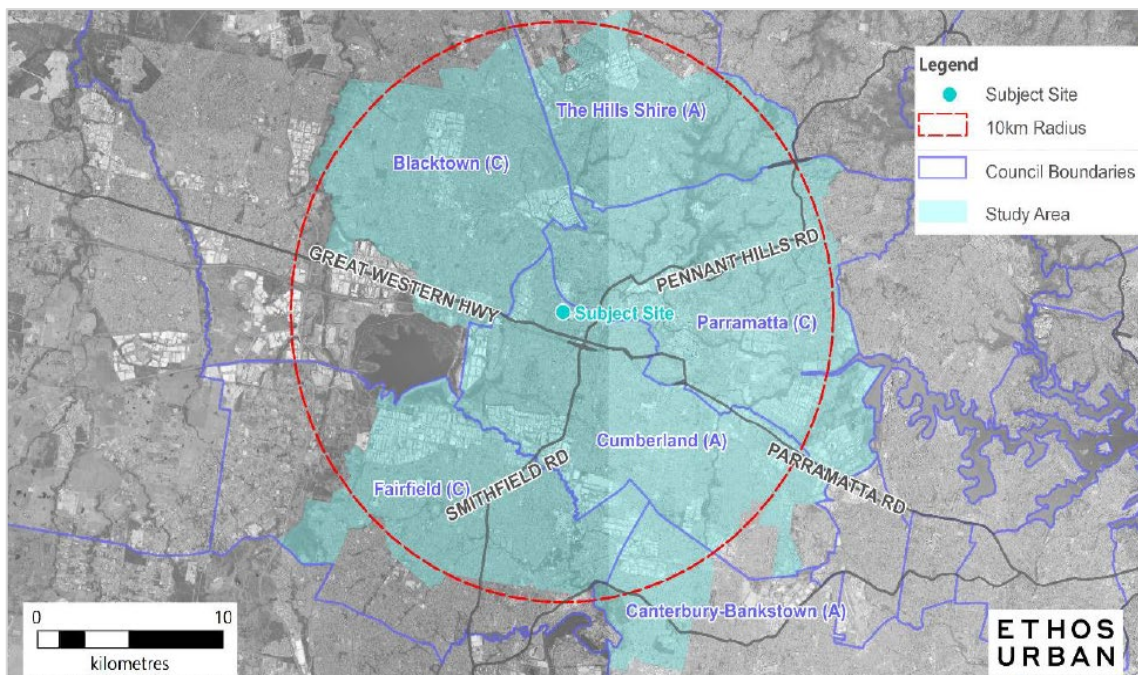 The Hills Shire (A)
Blacktown (C)
GREAT WESTERN HWY
PENNANT HILLS RD
Subject Site
Parramatta (C)
Cumberland (A)
PARRAMATTA RD
SMITHFIELD RD
Fairfield (C)
Canterbury-Bankstown (A)
Legend
Subject Site
10km Radius
Council Boundaries
Study Area
0 10
kilometres
ETHOS
URBAN